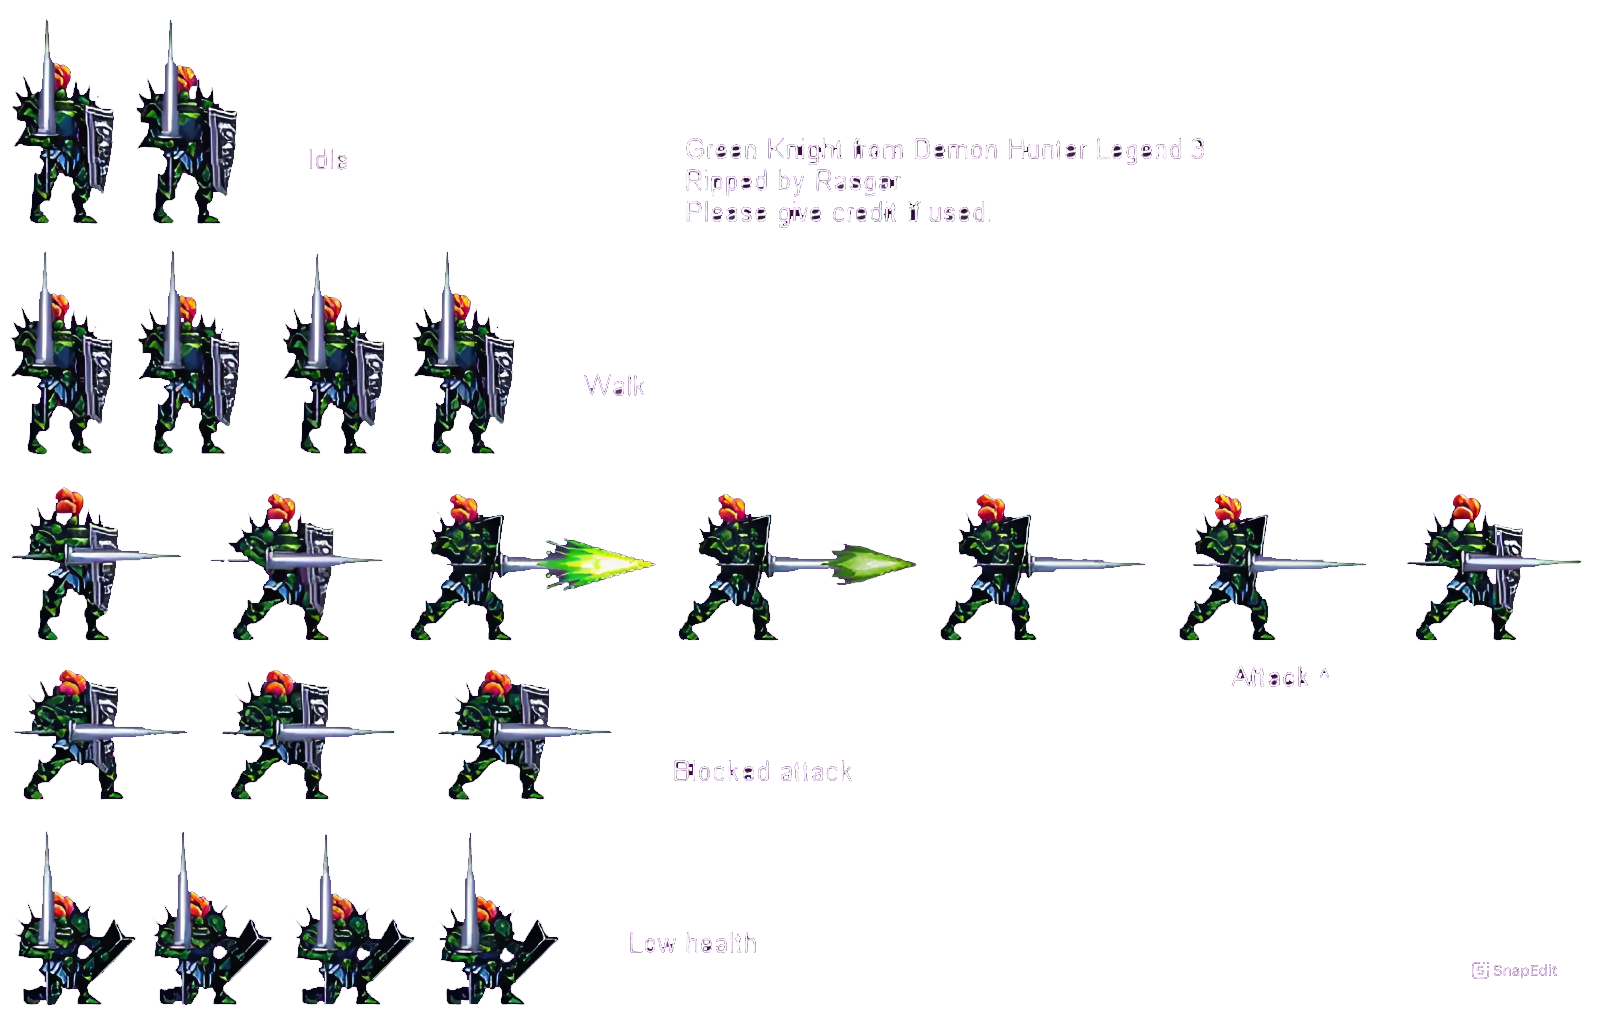 Idle
Green Knight from Demon Hunter Legend 3
Ripped by Rasger
Please give credit if used.
Walk
Attack ^
Blocked attack
Low health
SnapEdit